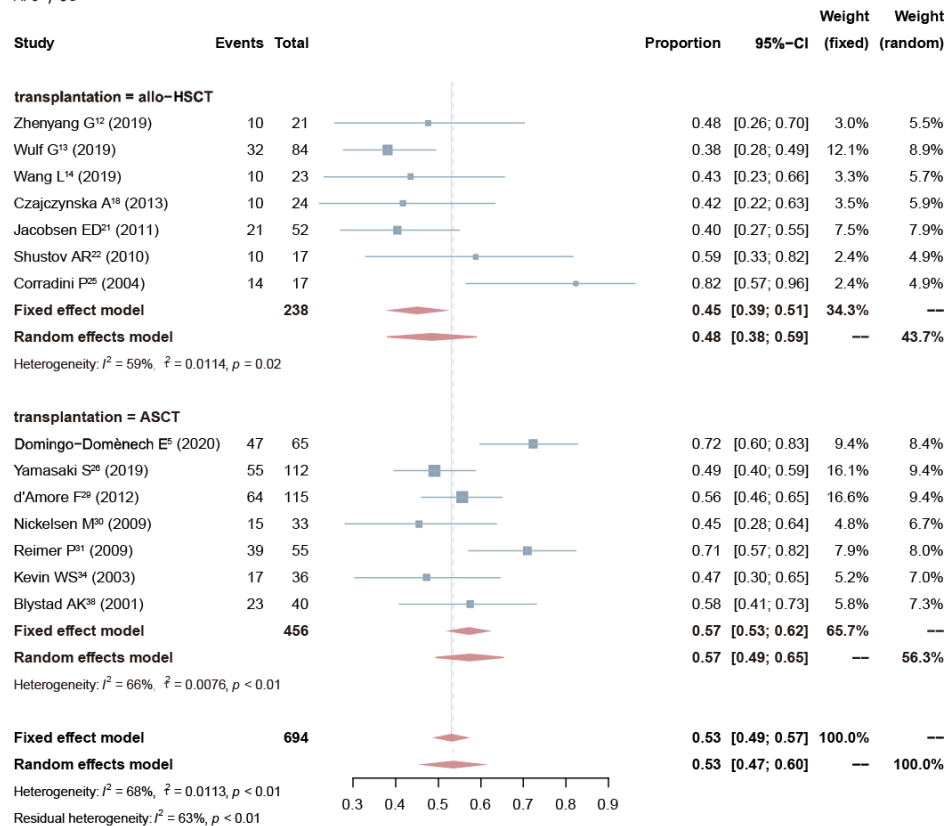 Weight Weight
Study Events Total Proportion 95%−CI (fixed) (random)
transplantation = allo−HSCT
Zhenyang G¹² (2019) 10 21 0.48 [0.26; 0.70] 3.0% 5.5%
Wulf G¹³ (2019) 32 84 0.38 [0.28; 0.49] 12.1% 8.9%
Wang L¹⁴ (2019) 10 23 0.43 [0.23; 0.66] 3.3% 5.7%
Czajczynska A¹⁸ (2013) 10 24 0.42 [0.22; 0.63] 3.5% 5.9%
Jacobsen ED²¹ (2011) 21 52 0.40 [0.27; 0.55] 7.5% 7.9%
Shustov AR²² (2010) 10 17 0.59 [0.33; 0.82] 2.4% 4.9%
Corradini P²⁵ (2004) 14 17 0.82 [0.57; 0.96] 2.4% 4.9%
Fixed effect model 238 0.45 [0.39; 0.51] 34.3% −−
Random effects model 0.48 [0.38; 0.59] −− 43.7%
Heterogeneity: I² = 59%, τ² = 0.0114, p = 0.02
transplantation = ASCT
Domingo−Domènech E⁵ (2020) 47 65 0.72 [0.60; 0.83] 9.4% 8.4%
Yamasaki S²⁸ (2019) 55 112 0.49 [0.40; 0.59] 16.1% 9.4%
d'Amore F²⁹ (2012) 64 115 0.56 [0.46; 0.65] 16.6% 9.4%
Nickelsen M³⁰ (2009) 15 33 0.45 [0.28; 0.64] 4.8% 6.7%
Reimer P³¹ (2009) 39 55 0.71 [0.57; 0.82] 7.9% 8.0%
Kevin WS³⁴ (2003) 17 36 0.47 [0.30; 0.65] 5.2% 7.0%
Blystad AK³⁸ (2001) 23 40 0.58 [0.41; 0.73] 5.8% 7.3%
Fixed effect model 456 0.57 [0.53; 0.62] 65.7% −−
Random effects model 0.57 [0.49; 0.65] −− 56.3%
Heterogeneity: I² = 66%, τ² = 0.0076, p < 0.01
Fixed effect model 694 0.53 [0.49; 0.57] 100.0% −−
Random effects model 0.53 [0.47; 0.60] −− 100.0%
Heterogeneity: I² = 68%, τ² = 0.0113, p < 0.01
Residual heterogeneity: I² = 63%, p < 0.01
0.3 0.4 0.5 0.6 0.7 0.8 0.9